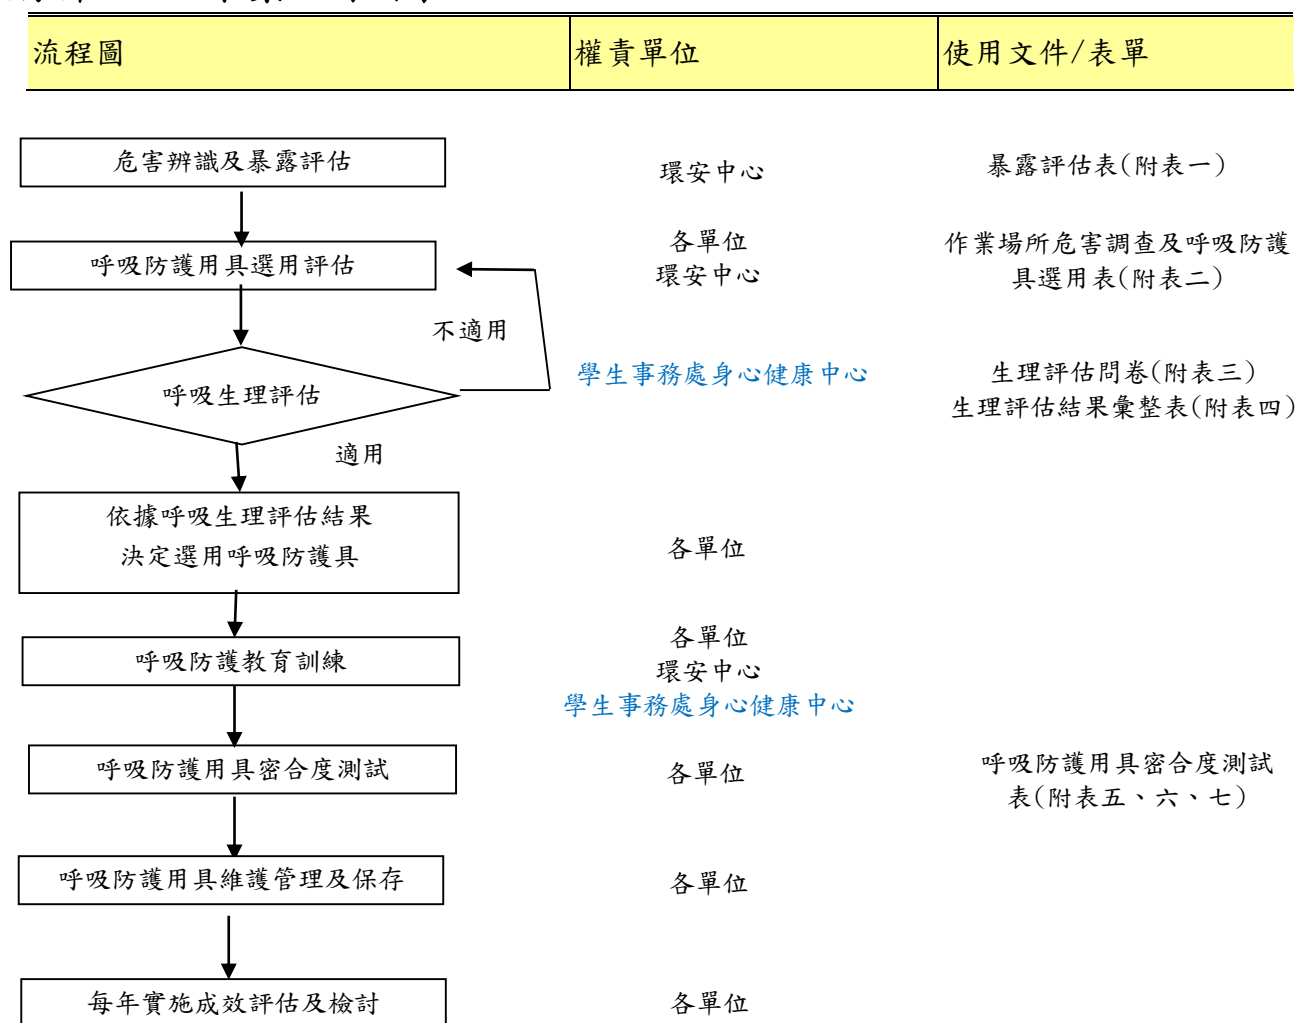 流程圖
權責單位
使用文件/表單
危害辨識及暴露評估
環安中心
暴露評估表(附表一)
呼吸防護用具選用評估
各單位
環安中心
作業場所危害調查及呼吸防護
具選用表(附表二)
不適用
呼吸生理評估
學生事務處身心健康中心
生理評估問卷(附表三)
生理評估結果彙整表(附表四)
適用
依據呼吸生理評估結果
決定選用呼吸防護具
各單位
呼吸防護教育訓練
各單位
環安中心
學生事務處身心健康中心
呼吸防護用具密合度測試
各單位
呼吸防護用具密合度測試
表(附表五、六、七)
呼吸防護用具維護管理及保存
各單位
每年實施成效評估及檢討
各單位